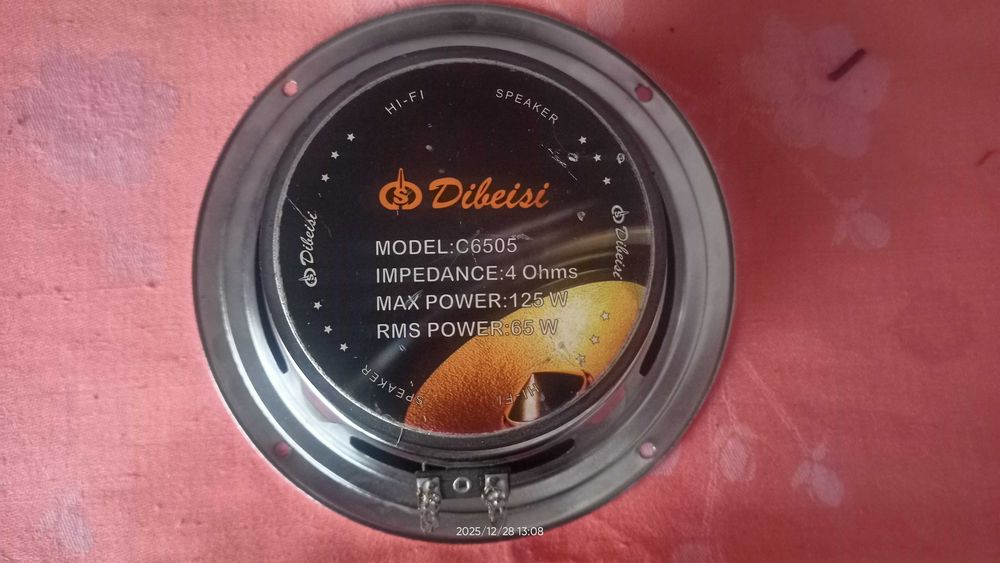 HI-FI SPEAKER
Dibeisi
Dibeisi
Dibeisi
MODEL:C6505
IMPEDANCE:4 Ohms
MAX POWER:125 W
RMS POWER:65 W
SPEAKER HI-FI
2025/12/28 13:08